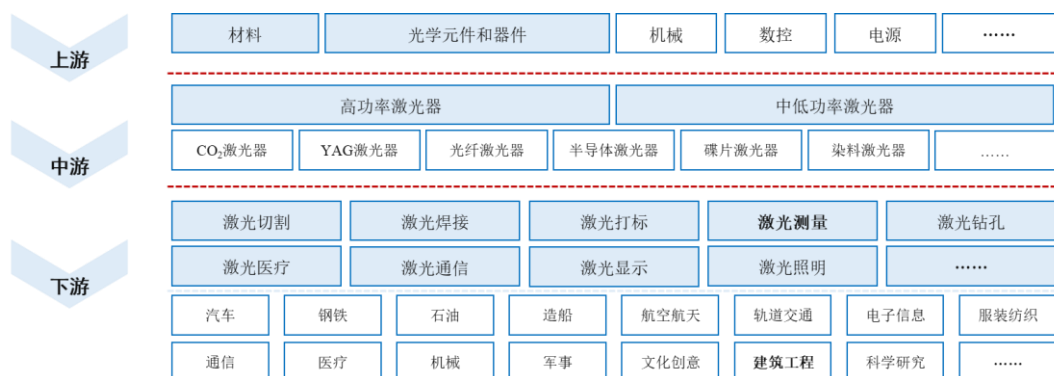 上游
材料 光学元件和器件 机械 数控 电源 ……
中游
高功率激光器 中低功率激光器
CO₂激光器 YAG激光器 光纤激光器 半导体激光器 碟片激光器 染料激光器 ……
下游
激光切割 激光焊接 激光打标 激光测量 激光钻孔
激光医疗 激光通信 激光显示 激光照明 ……
汽车 钢铁 石油 造船 航空航天 轨道交通 电子信息 服装纺织
通信 医疗 机械 军事 文化创意 建筑工程 科学研究 ……